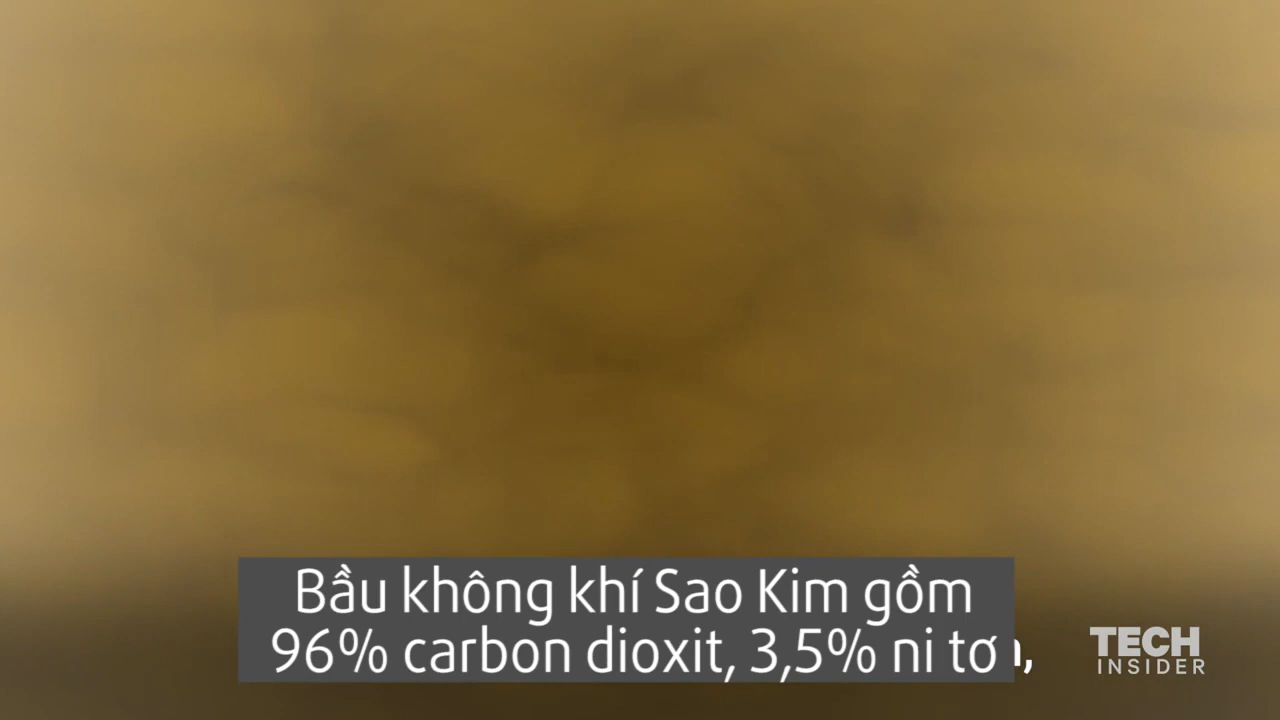 Bầu không khí Sao Kim gồm
96% carbon dioxit, 3,5% ni tơ
TECH
INSIDER